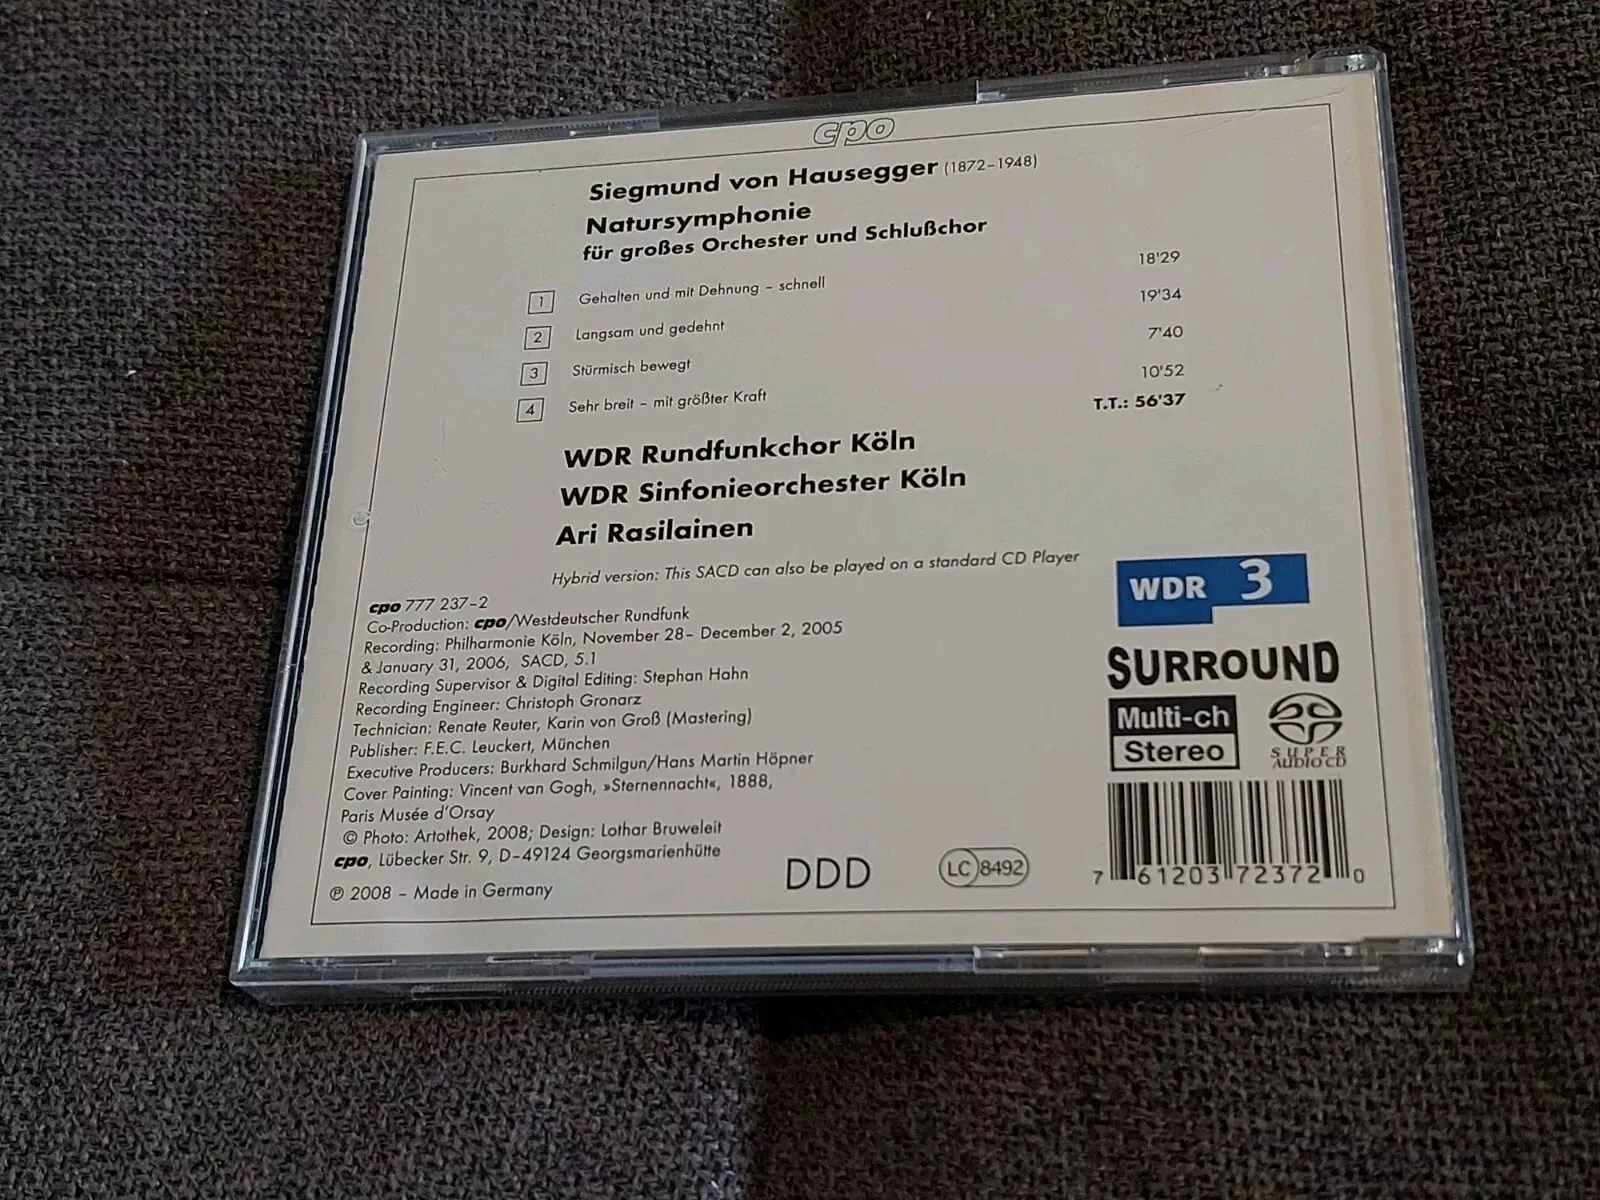 cpo
Siegmund von Hausegger (1872–1948)
Natursymphonie
für großes Orchester und Schlußchor
1 Gehalten und mit Dehnung – schnell 18'29
2 Langsam und gedehnt 19'34
3 Stürmisch bewegt 7'40
4 Sehr breit – mit größter Kraft 10'52
T.T.: 56'37
WDR Rundfunkchor Köln
WDR Sinfonieorchester Köln
Ari Rasilainen
Hybrid version: This SACD can also be played on a standard CD Player
cpo 777 237–2
Co-Production: cpo/Westdeutscher Rundfunk
Recording: Philharmonie Köln, November 28– December 2, 2005
& January 31, 2006, SACD, 5.1
Recording Supervisor & Digital Editing: Stephan Hahn
Recording Engineer: Christoph Gronarz
Technician: Renate Reuter, Karin von Groß (Mastering)
Publisher: F.E.C. Leuckert, München
Executive Producers: Burkhard Schmilgun/Hans Martin Höpner
Cover Painting: Vincent van Gogh, »Sternennacht«, 1888,
Paris Musée d'Orsay
© Photo: Artothek, 2008; Design: Lothar Bruweleit
cpo, Lübecker Str. 9, D–49124 Georgsmarienhütte
℗ 2008 – Made in Germany
DDD
LC 8492
WDR 3
SURROUND
Multi-ch
Stereo
SUPER
AUDIO CD
7 61203 72372 0